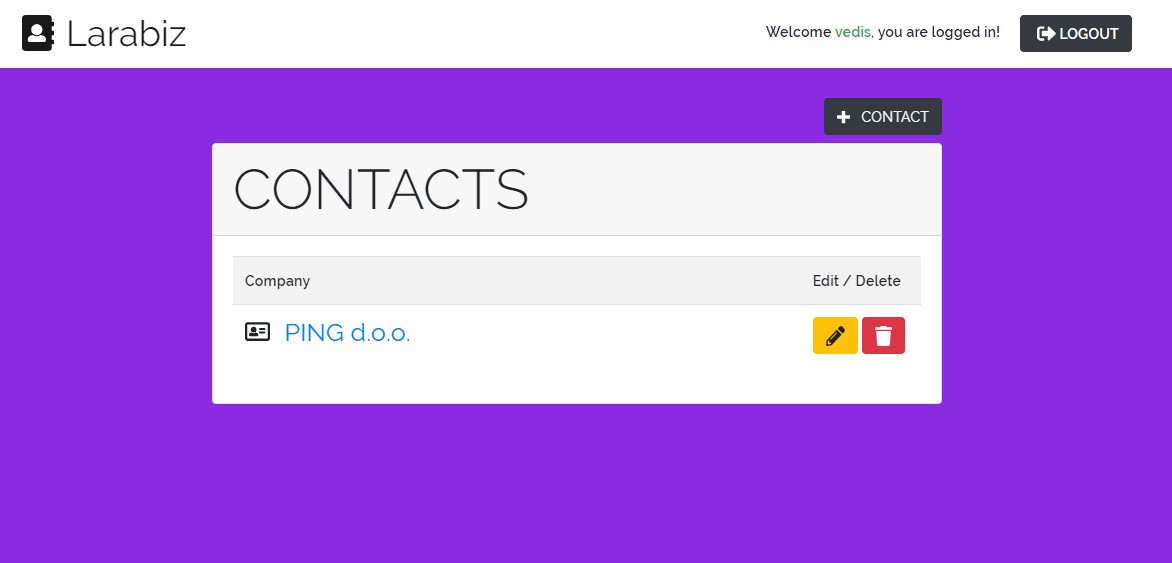 Larabiz
Welcome vedis, you are logged in!
LOGOUT
CONTACT
CONTACTS
Company
Edit / Delete
PING d.o.o.